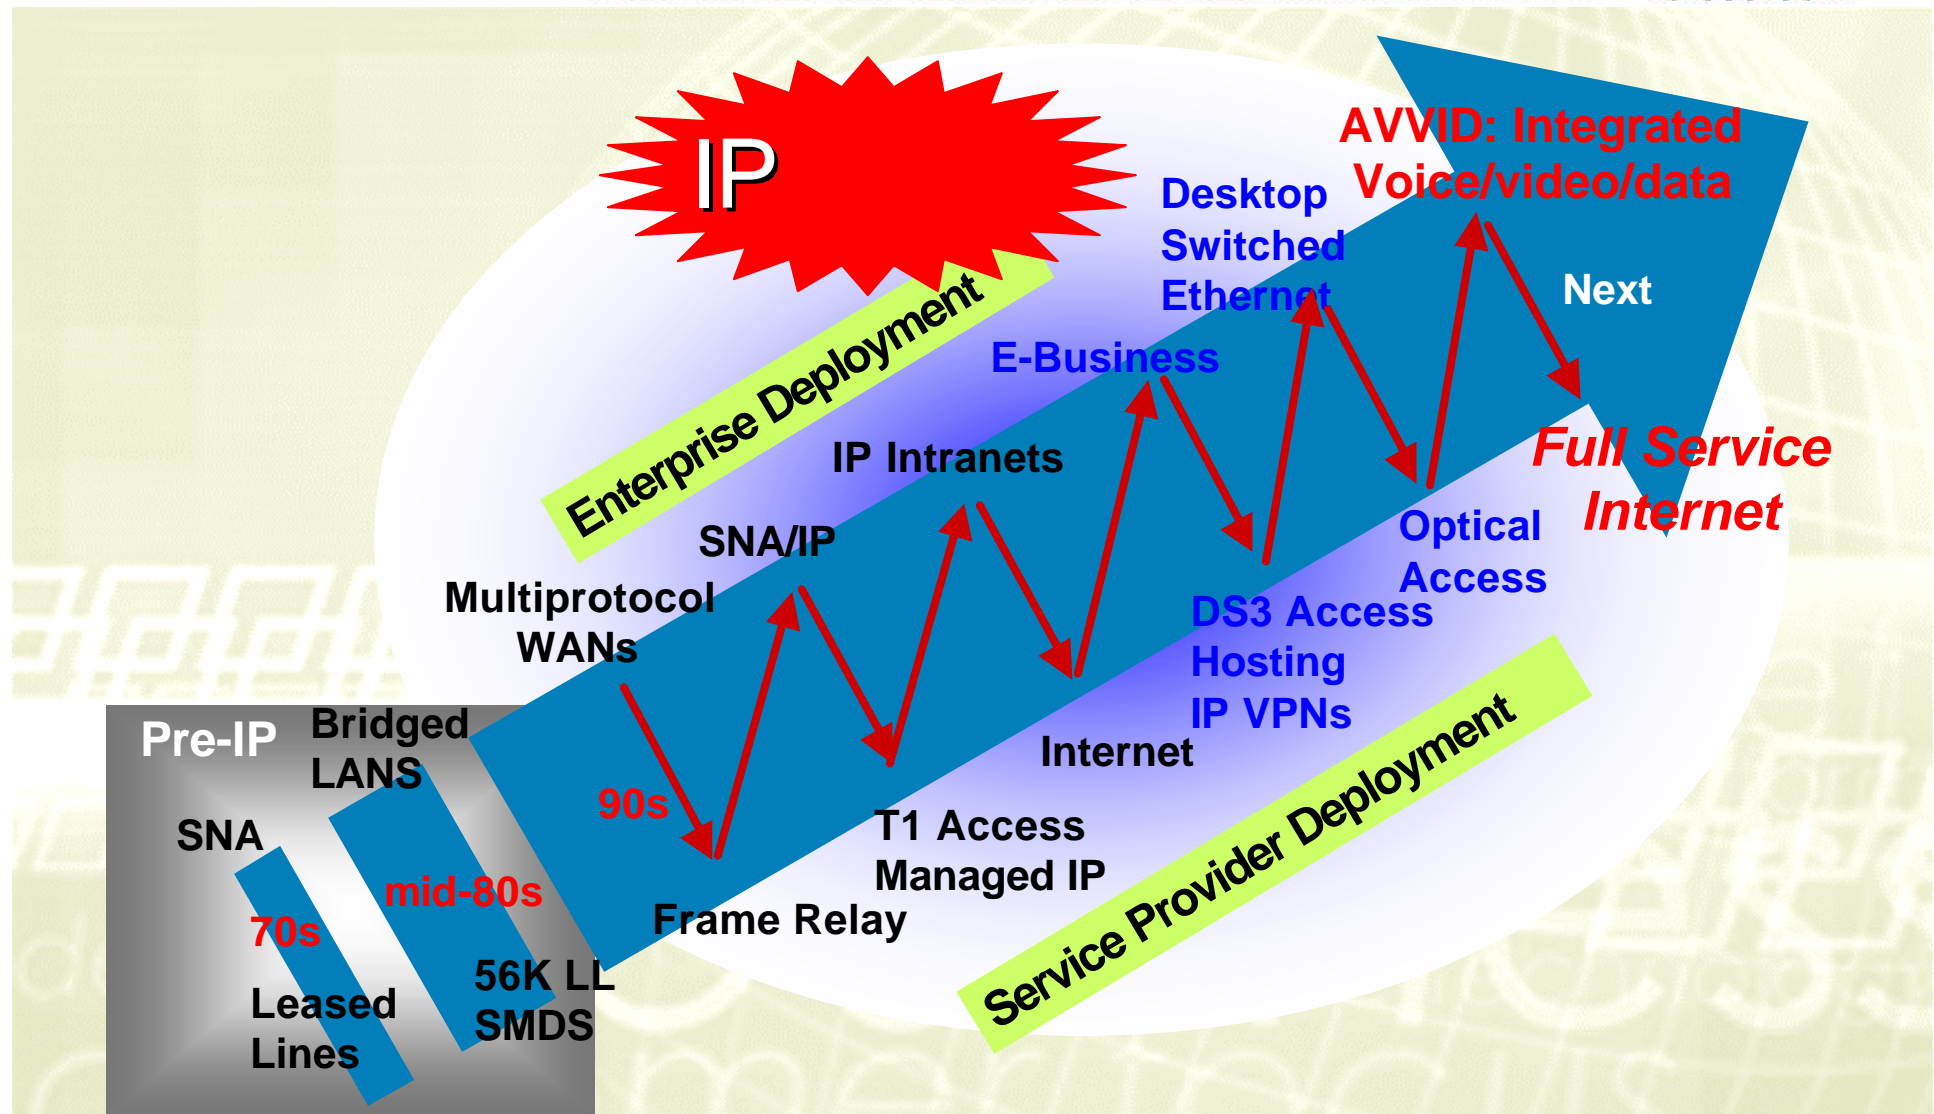 IP
AVVID: Integrated
Voice/video/data
Desktop
Switched
Ethernet
Next
Enterprise Deployment
E-Business
IP Intranets
Full Service
Internet
SNA/IP
Optical
Access
Multiprotocol
WANs
DS3 Access
Hosting
IP VPNs
Pre-IP
Bridged
LANS
Internet
90s
SNA
T1 Access
Managed IP
Service Provider Deployment
mid-80s
70s
Frame Relay
56K LL
SMDS
Leased
Lines